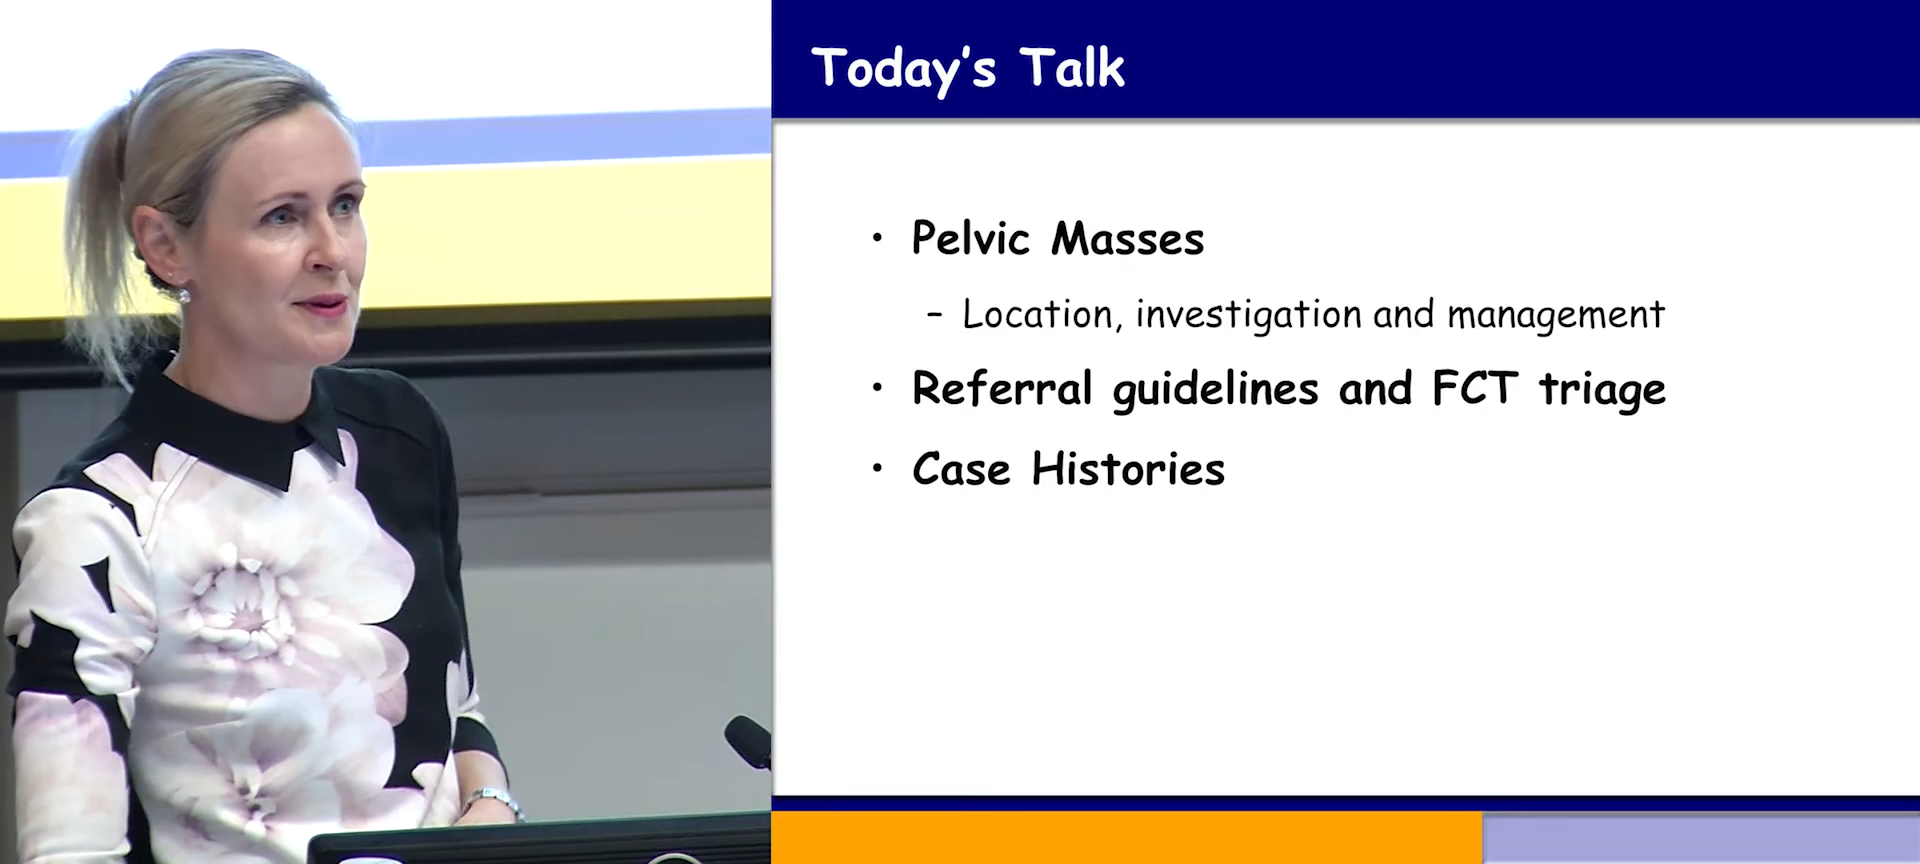 Today's Talk
• Pelvic Masses
– Location, investigation and management
• Referral guidelines and FCT triage
• Case Histories